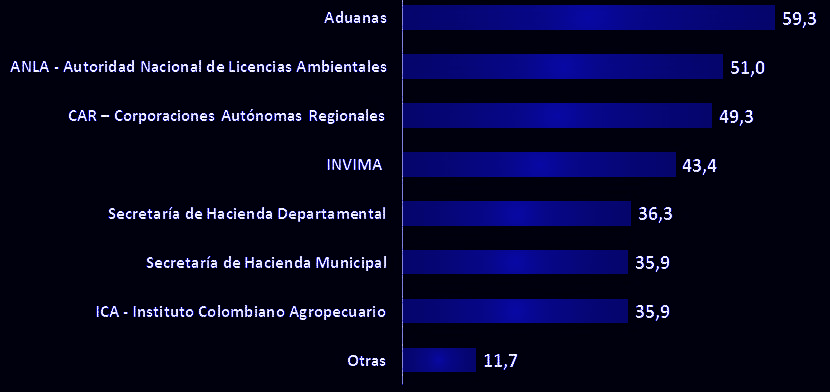 Aduanas 59,3
ANLA - Autoridad Nacional de Licencias Ambientales 51,0
CAR – Corporaciones Autónomas Regionales 49,3
INVIMA 43,4
Secretaría de Hacienda Departamental 36,3
Secretaría de Hacienda Municipal 35,9
ICA - Instituto Colombiano Agropecuario 35,9
Otras 11,7